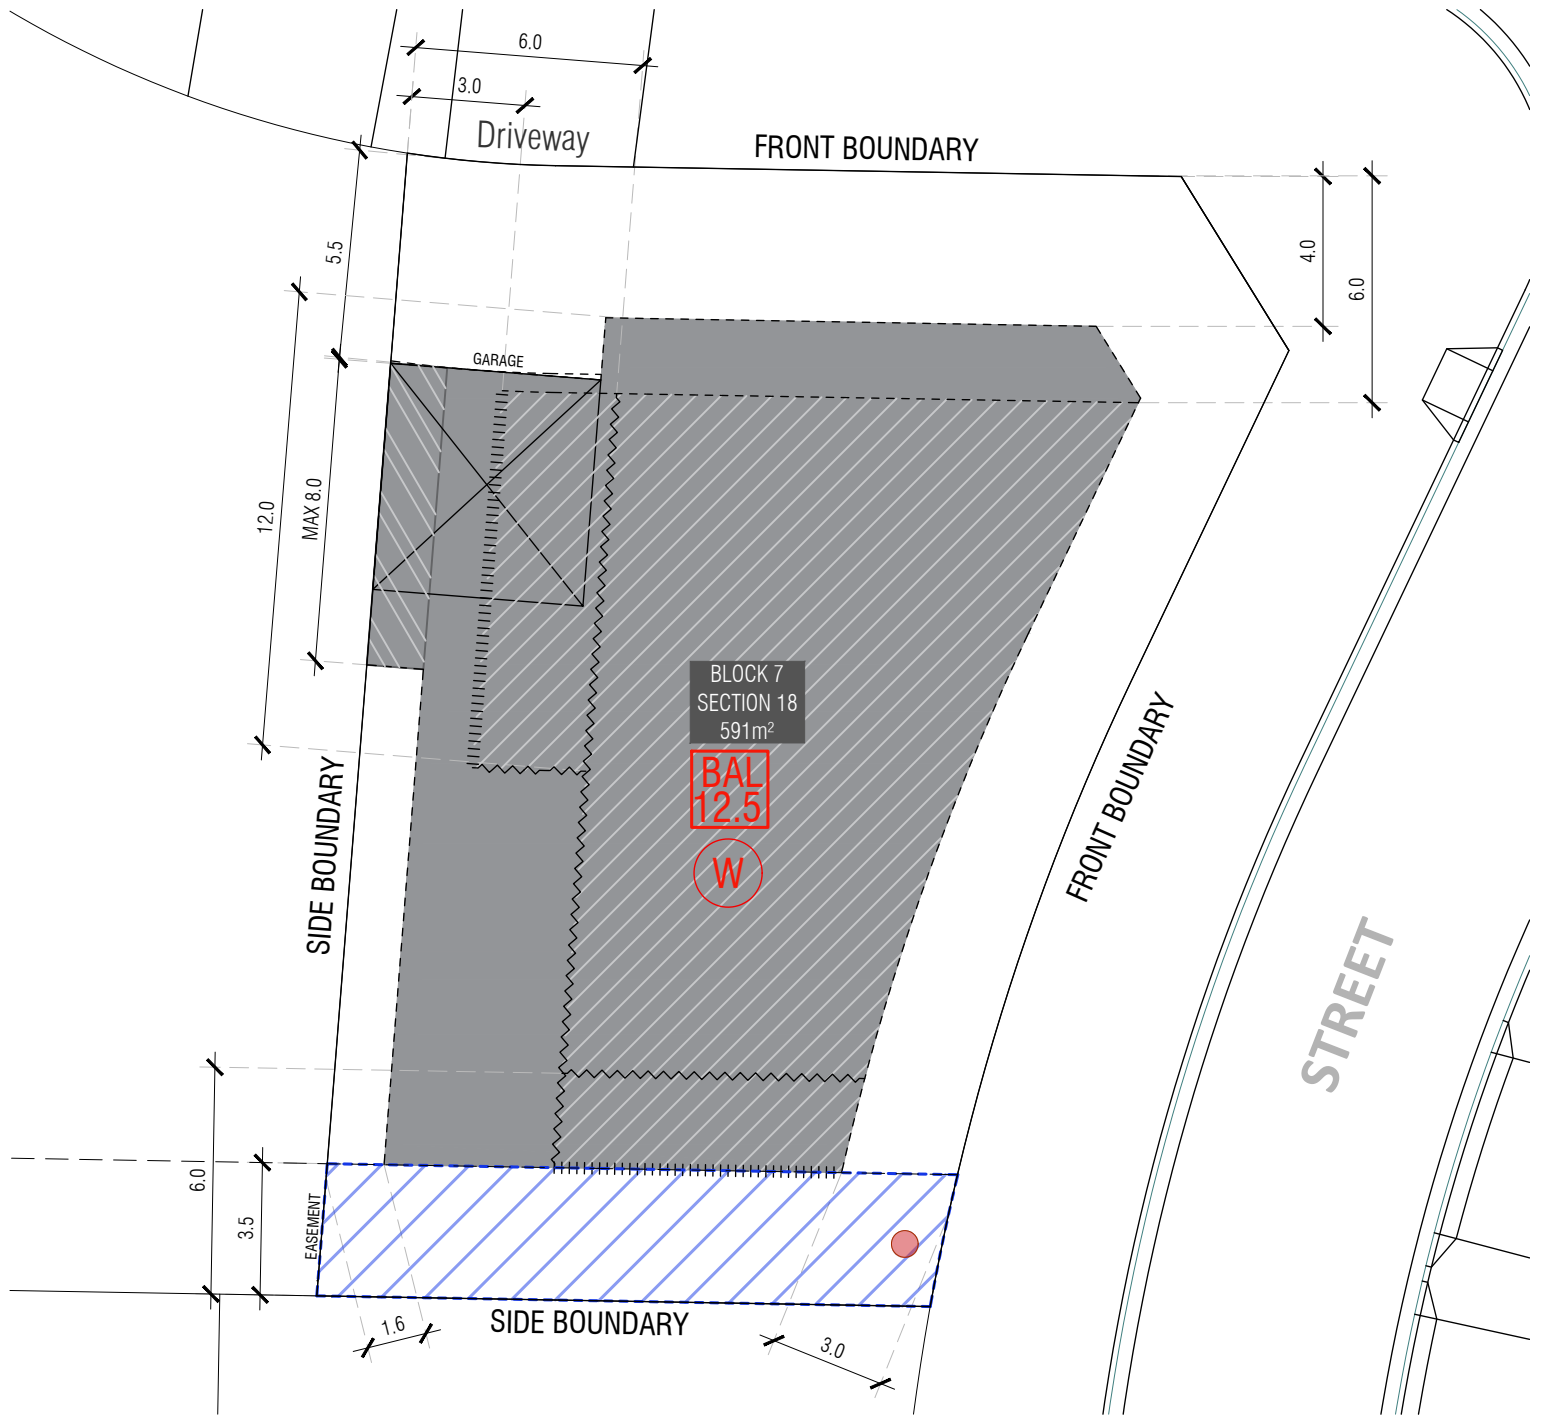 6.0
3.0
Driveway
FRONT BOUNDARY
5.5
4.0
6.0
GARAGE
12.0
MAX 8.0
BLOCK 7
SECTION 18
591m²
BAL
12.5
W
SIDE BOUNDARY
FRONT BOUNDARY
STREET
6.0
3.5
EASEMENT
1.6
SIDE BOUNDARY
3.0